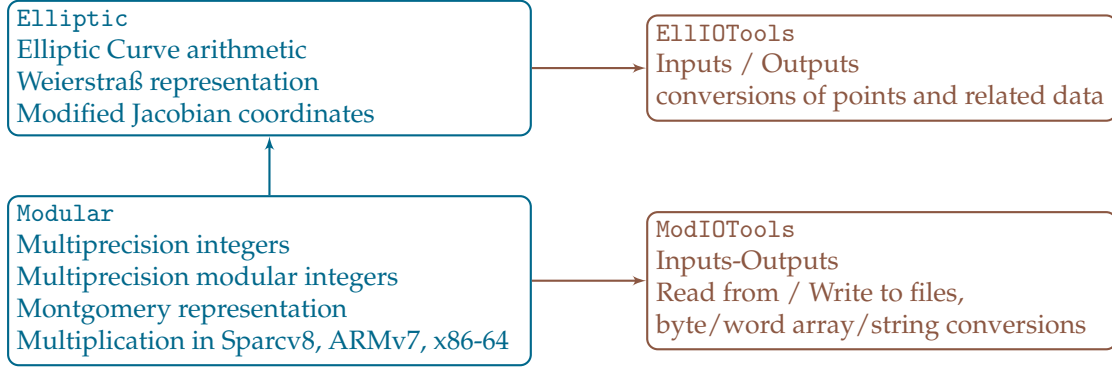 Elliptic
Elliptic Curve arithmetic
Weierstraß representation
Modified Jacobian coordinates
EllIOTools
Inputs / Outputs
conversions of points and related data
Modular
Multiprecision integers
Multiprecision modular integers
Montgomery representation
Multiplication in Sparcv8, ARMv7, x86-64
ModIOTools
Inputs-Outputs
Read from / Write to files,
byte/word array/string conversions